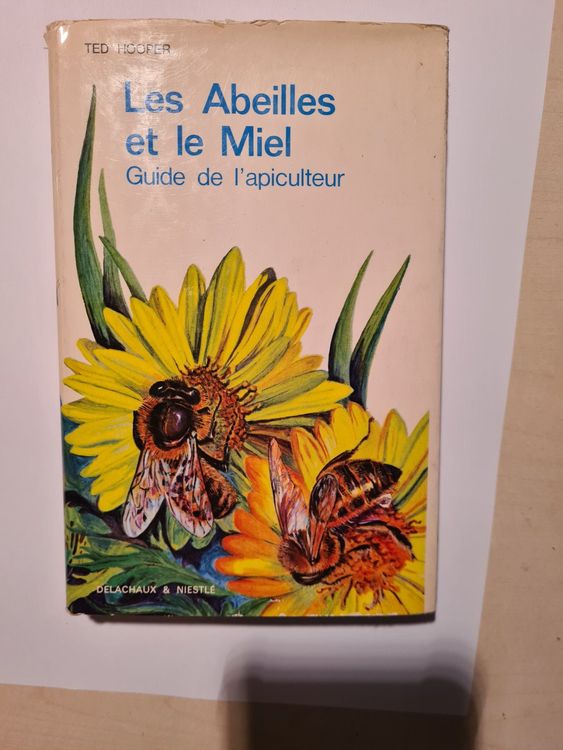 TED HOOPER
Les Abeilles
et le Miel
Guide de l'apiculteur
DELACHAUX & NIESTLÉ